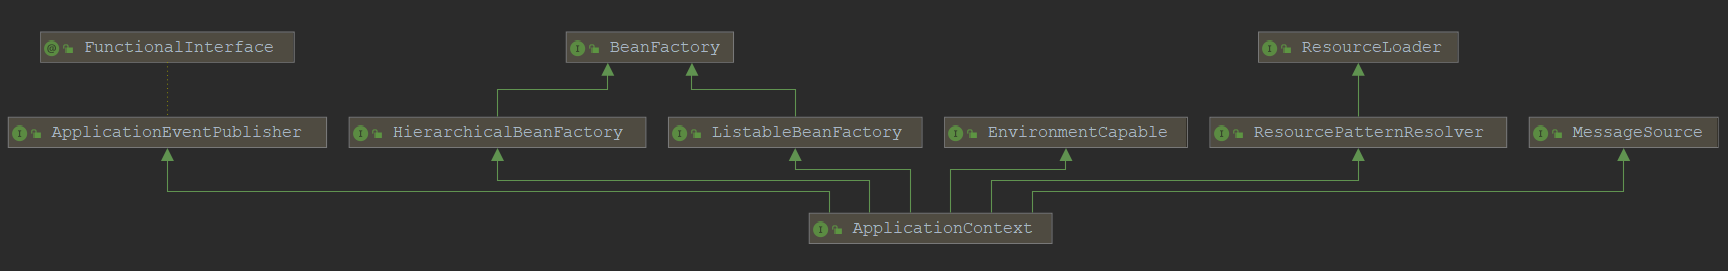 FunctionalInterface
BeanFactory
ResourceLoader
ApplicationEventPublisher
HierarchicalBeanFactory
ListableBeanFactory
EnvironmentCapable
ResourcePatternResolver
MessageSource
ApplicationContext